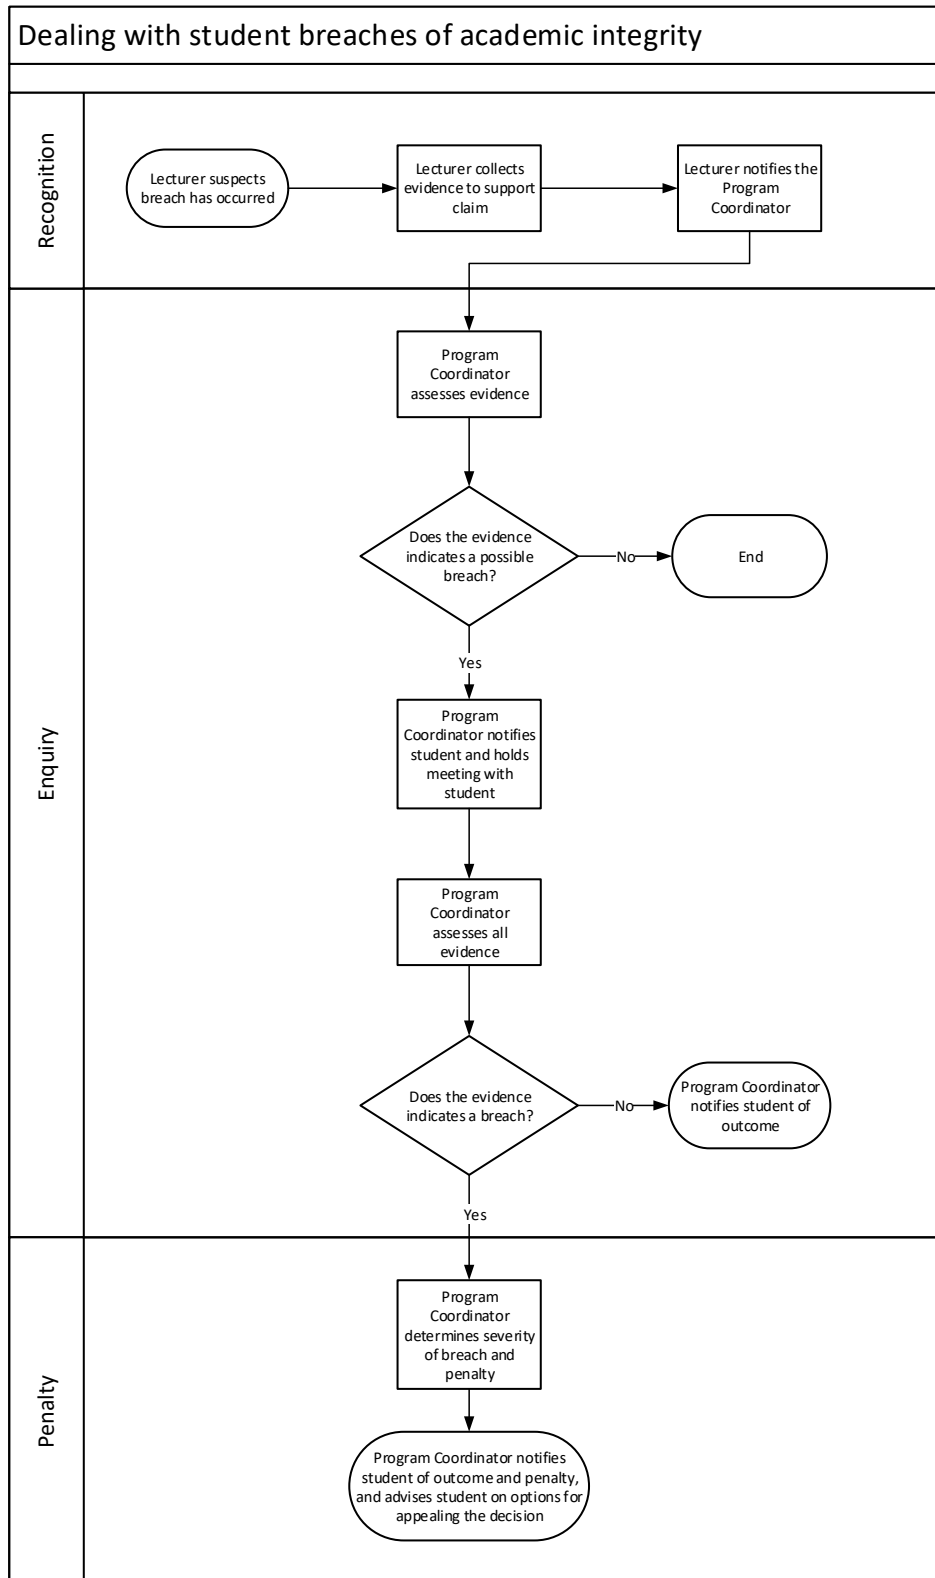 Dealing with student breaches of academic integrity
Recognition
Lecturer suspects
breach has occurred
Lecturer collects
evidence to support
claim
Lecturer notifies the
Program
Coordinator
Enquiry
Program
Coordinator
assesses evidence
Does the evidence
indicates a possible
breach?
No
End
Yes
Program
Coordinator notifies
student and holds
meeting with
student
Program
Coordinator
assesses all
evidence
Does the evidence
indicates a breach?
No
Program Coordinator
notifies student of
outcome
Yes
Penalty
Program
Coordinator
determines severity
of breach and
penalty
Program Coordinator notifies
student of outcome and penalty,
and advises student on options for
appealing the decision